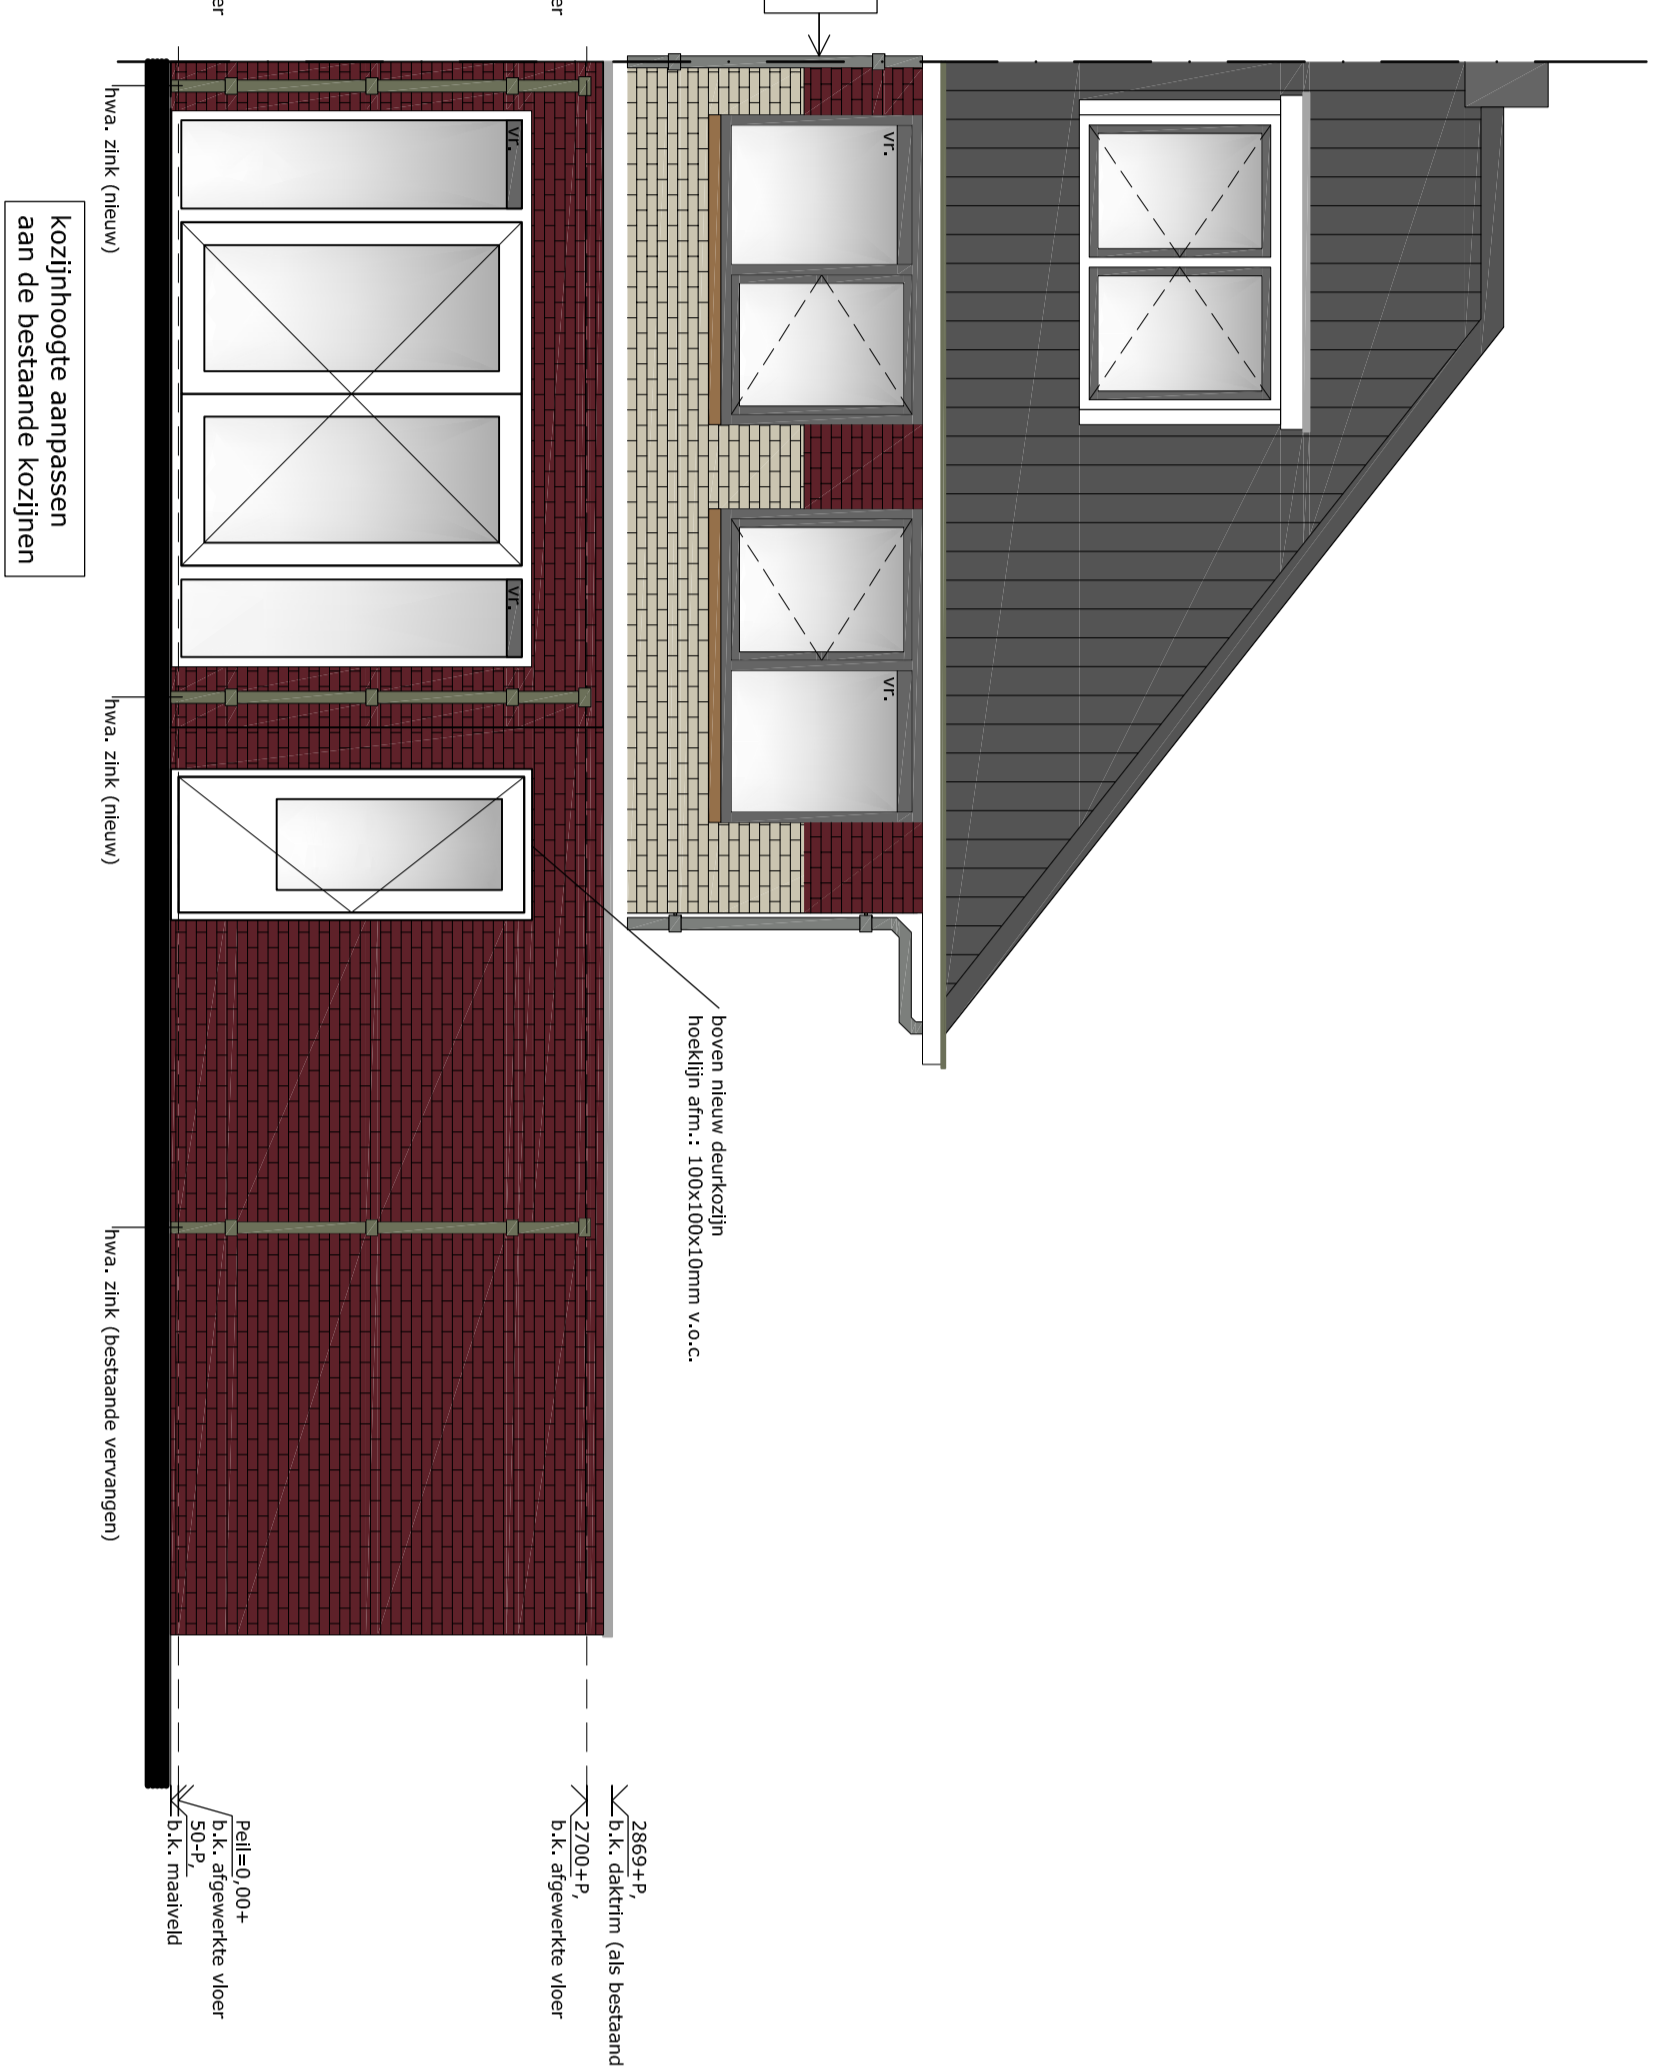 er
er
vr.
vr.
vr.
vr.
boven nieuw deurkozijn
hoeklijn afm.: 100x100x10mm v.o.c.
2869+P,
b.k. daktrim (als bestaand
2700+P,
b.k. afgewerkte vloer
Peil=0,00+
b.k. afgewerkte vloer
50-P,
b.k. maaiveld
hwa. zink (nieuw)
hwa. zink (nieuw)
hwa. zink (bestaande vervangen)
kozijnhoogte aanpassen
aan de bestaande kozijnen